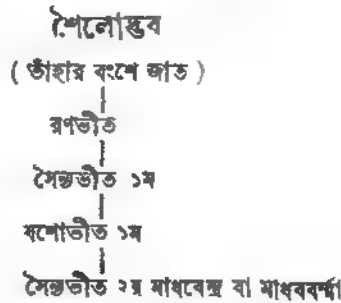 শৈলোদ্ভব
( তাঁহার বংশে জাত )
রণভীত
সৈন্যভীত ১ম
যশোভীত ১ম
সৈন্যভীত ২য় মাধবেন্দ্র বা মাধববর্ম্মা